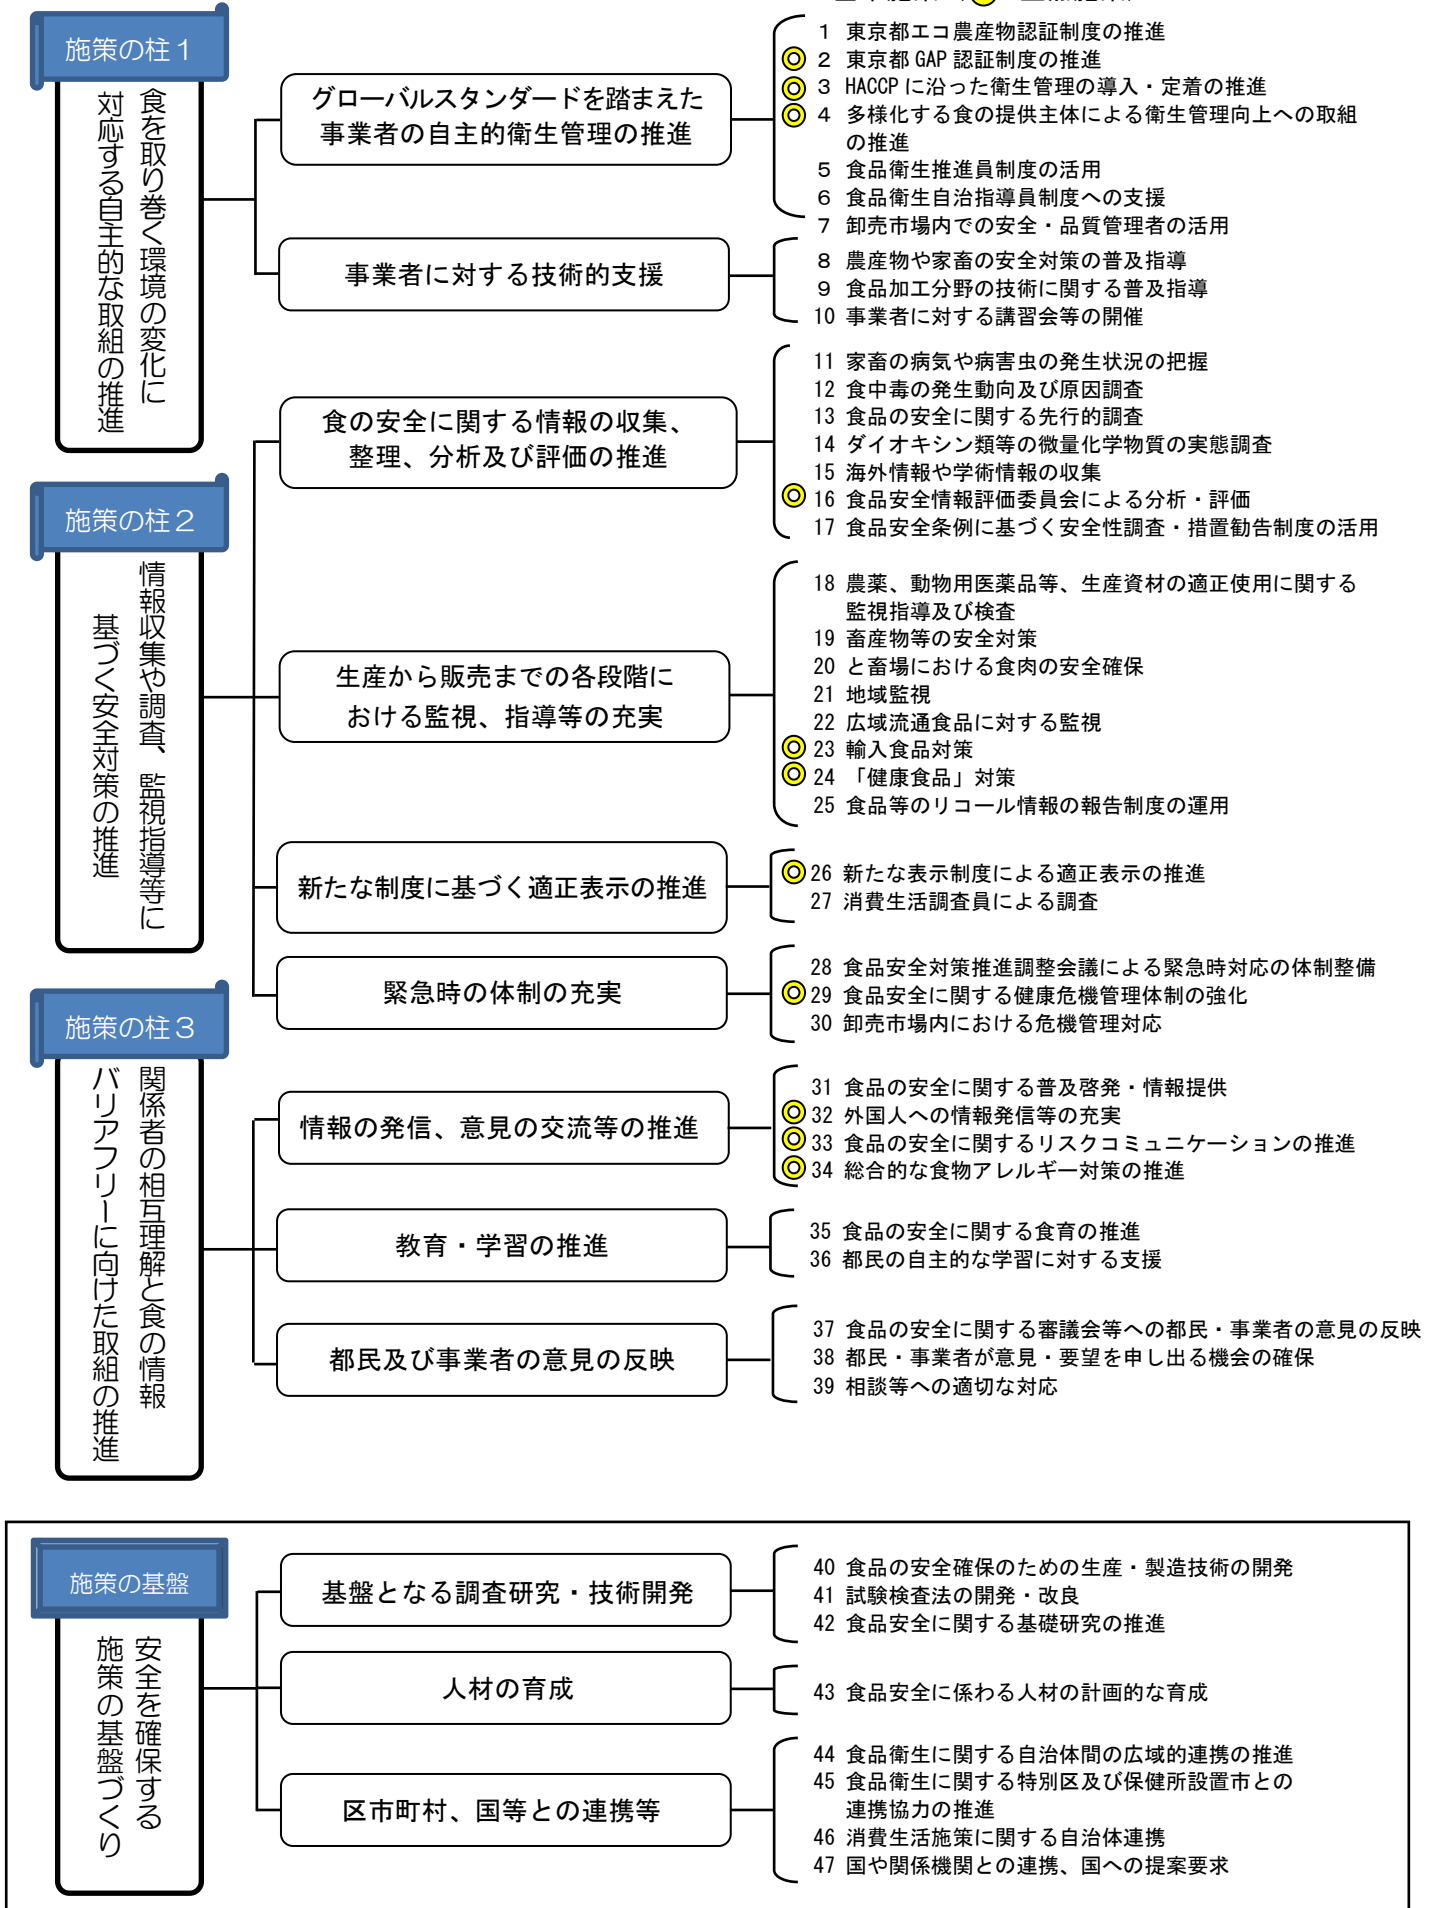 施策の柱１
食を取り巻く環境の変化に
対応する自主的な取組の推進
グローバルスタンダードを踏まえた
事業者の自主的衛生管理の推進
1 東京都エコ農産物認証制度の推進
◎ 2 東京都 GAP 認証制度の推進
◎ 3 HACCP に沿った衛生管理の導入・定着の推進
◎ 4 多様化する食の提供主体による衛生管理向上への取組
の推進
5 食品衛生推進員制度の活用
6 食品衛生自治指導員制度への支援
7 卸売市場内での安全・品質管理者の活用
事業者に対する技術的支援
8 農産物や家畜の安全対策の普及指導
9 食品加工分野の技術に関する普及指導
10 事業者に対する講習会等の開催
施策の柱２
情報収集や調査、監視指導等に
基づく安全対策の推進
食の安全に関する情報の収集、
整理、分析及び評価の推進
11 家畜の病気や病害虫の発生状況の把握
12 食中毒の発生動向及び原因調査
13 食品の安全に関する先行的調査
14 ダイオキシン類等の微量化学物質の実態調査
15 海外情報や学術情報の収集
◎ 16 食品安全情報評価委員会による分析・評価
17 食品安全条例に基づく安全性調査・措置勧告制度の活用
生産から販売までの各段階に
おける監視、指導等の充実
18 農薬、動物用医薬品等、生産資材の適正使用に関する
監視指導及び検査
19 畜産物等の安全対策
20 と畜場における食肉の安全確保
21 地域監視
22 広域流通食品に対する監視
◎ 23 輸入食品対策
◎ 24 「健康食品」対策
25 食品等のリコール情報の報告制度の運用
新たな制度に基づく適正表示の推進
◎ 26 新たな表示制度による適正表示の推進
27 消費生活調査員による調査
緊急時の体制の充実
28 食品安全対策推進調整会議による緊急時対応の体制整備
◎ 29 食品安全に関する健康危機管理体制の強化
30 卸売市場内における危機管理対応
施策の柱３
関係者の相互理解と食の情報
バリアフリーに向けた取組の推進
情報の発信、意見の交流等の推進
31 食品の安全に関する普及啓発・情報提供
◎ 32 外国人への情報発信等の充実
◎ 33 食品の安全に関するリスクコミュニケーションの推進
◎ 34 総合的な食物アレルギー対策の推進
教育・学習の推進
35 食品の安全に関する食育の推進
36 都民の自主的な学習に対する支援
都民及び事業者の意見の反映
37 食品の安全に関する審議会等への都民・事業者の意見の反映
38 都民・事業者が意見・要望を申し出る機会の確保
39 相談等への適切な対応
施策の基盤
安全を確保する
施策の基盤づくり
基盤となる調査研究・技術開発
40 食品の安全確保のための生産・製造技術の開発
41 試験検査法の開発・改良
42 食品安全に関する基礎研究の推進
人材の育成
43 食品安全に係わる人材の計画的な育成
区市町村、国等との連携等
44 食品衛生に関する自治体間の広域的連携の推進
45 食品衛生に関する特別区及び保健所設置市との
連携協力の推進
46 消費生活施策に関する自治体連携
47 国や関係機関との連携、国への提案要求